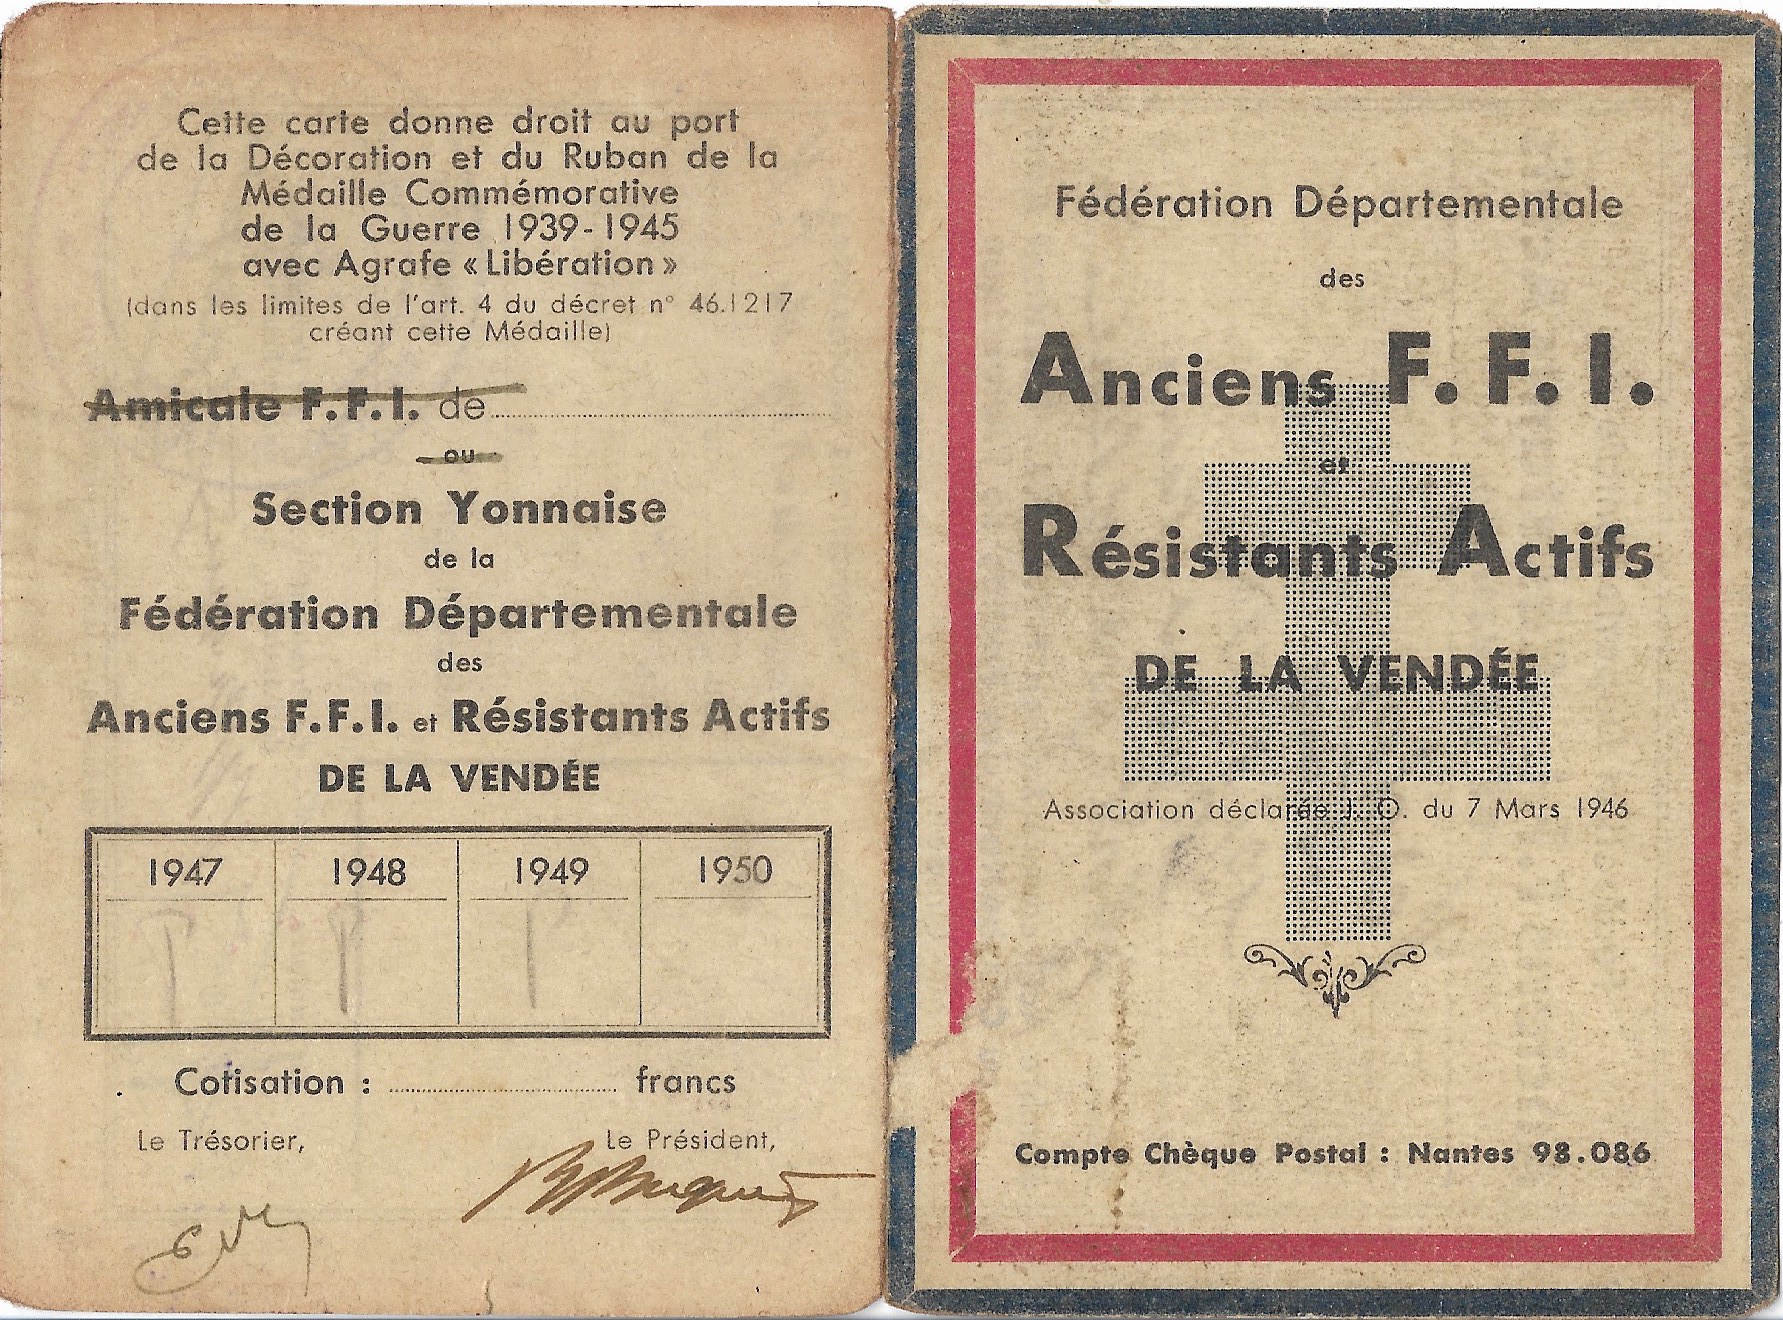 Cette carte donne droit au port
de la Décoration et du Ruban de la
Médaille Commémorative
de la Guerre 1939-1945
avec Agrafe « Libération »
(dans les limites de l'art. 4 du décret n° 46.1217
créant cette Médaille)
Amicale F.F.I. de
ou
Section Yonnaise
de la
Fédération Départementale
des
Anciens F.F.I. et Résistants Actifs
DE LA VENDÉE
1947 1948 1949 1950
Cotisation : francs
Le Trésorier, Le Président,
Fédération Départementale
des
Anciens F. F. I.
et
Résistants Actifs
DE LA VENDÉE
Association déclarée J. O. du 7 Mars 1946
Compte Chèque Postal : Nantes 98.086